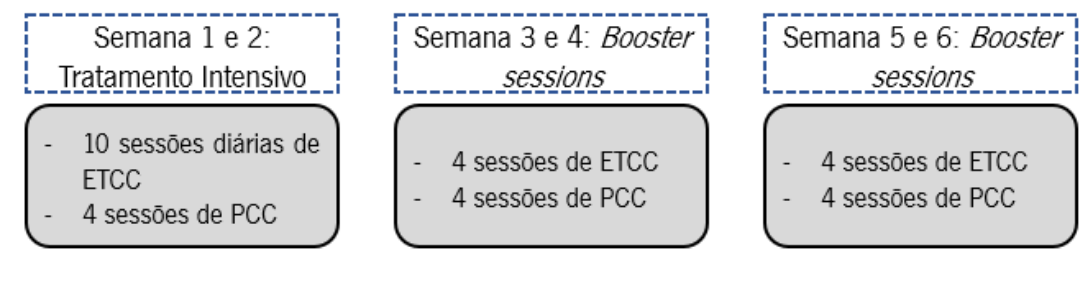 Semana 1 e 2:
Tratamento Intensivo
- 10 sessões diárias de
ETCC
- 4 sessões de PCC
Semana 3 e 4: Booster
sessions
- 4 sessões de ETCC
- 4 sessões de PCC
Semana 5 e 6: Booster
sessions
- 4 sessões de ETCC
- 4 sessões de PCC